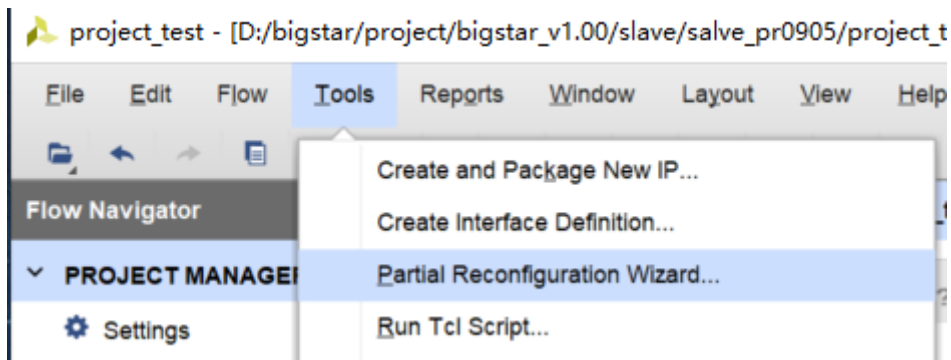 project_test - [D:/bigstar/project/bigstar_v1.00/slave/salve_pr0905/project_t
File Edit Flow Tools Reports Window Layout View Help
Create and Package New IP...
Flow Navigator
Create Interface Definition...
PROJECT MANAGER
Partial Reconfiguration Wizard...
Settings
Run Tcl Script...